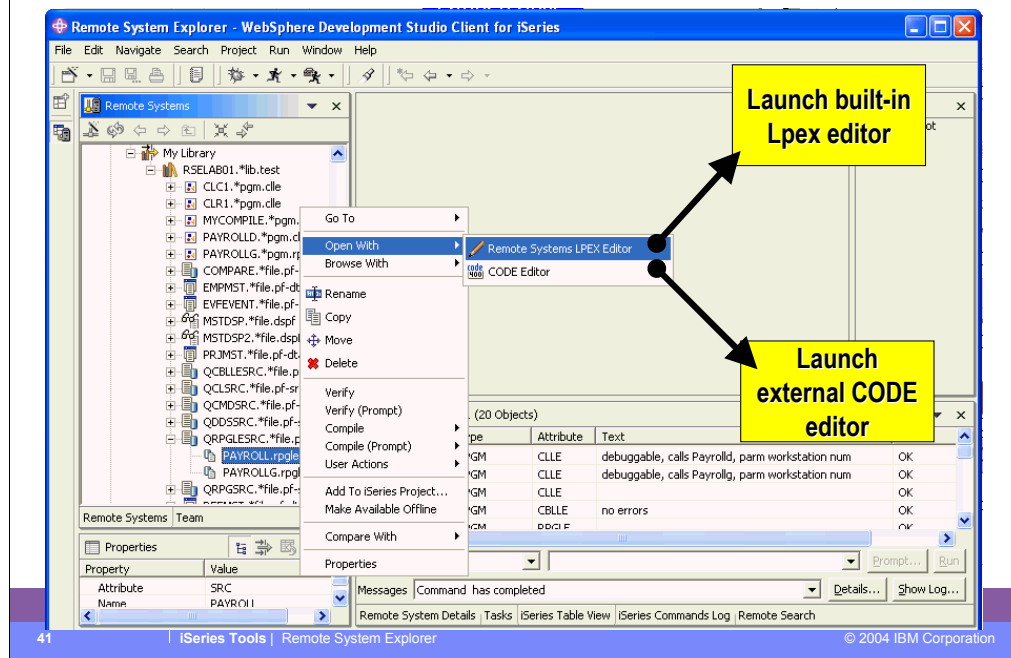 Remote System Explorer - WebSphere Development Studio Client for iSeries
File Edit Navigate Search Project Run Window Help
Remote Systems
My Library
RSELAB01.*lib.test
CLC1.*pgm.clle
CLR1.*pgm.clle
MYCOMPILE.*pgm.
PAYROLLD.*pgm.cl
PAYROLLG.*pgm.rp
COMPARE.*file.pf-
EMPMST.*file.pf-dt
EVFEVENT.*file.pf-
MSTDSP.*file.dspf
MSTDSP2.*file.dspf
PRJMST.*file.pf-dt
QCBLLESRC.*file.p
QCLSRC.*file.pf-sr
QCMDSRC.*file.pf-
QDDSSRC.*file.pf-s
QRPGLESRC.*file.p
PAYROLL.rpgle
PAYROLLG.rpgl
QRPGSRC.*file.pf-s
Remote Systems Team
Go To
Open With
Browse With
Rename
Copy
Move
Delete
Verify
Verify (Prompt)
Compile
Compile (Prompt)
User Actions
Add To iSeries Project...
Make Available Offline
Compare With
Properties
Remote Systems LPEX Editor
CODE Editor
Launch built-in
Lpex editor
ot
Launch
external CODE
editor
(20 Objects)
pe Attribute Text
PGM CLLE debuggable, calls Payrolld, parm workstation num OK
PGM CLLE debuggable, calls Payrollg, parm workstation num OK
PGM CLLE OK
PGM CBLLE no errors OK
PGM RPGLE OK
Prompt... Run
Messages Command has completed Details... Show Log...
Remote System Details Tasks iSeries Table View iSeries Commands Log Remote Search
Properties
Property Value
Attribute SRC
Name PAYROLL
41 iSeries Tools | Remote System Explorer © 2004 IBM Corporation